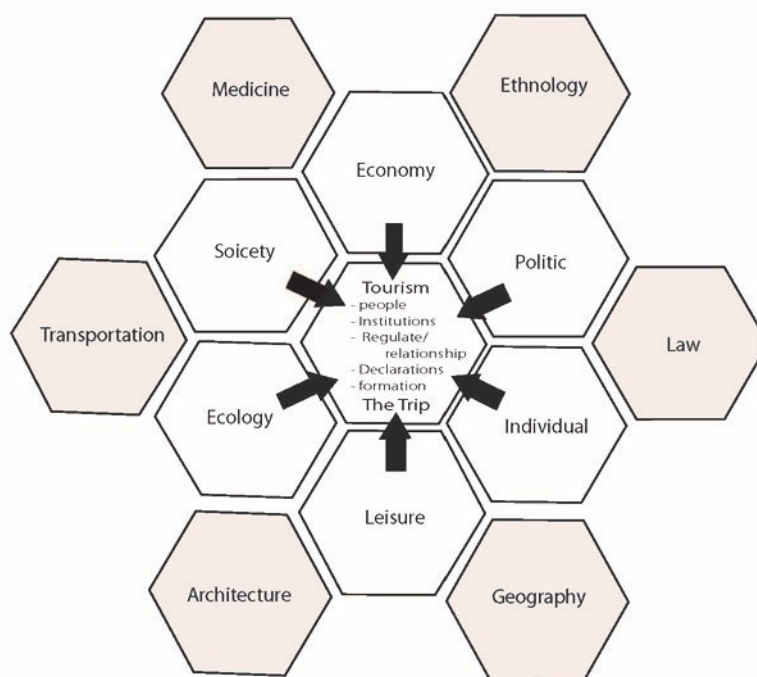 Medicine
Ethnology
Economy
Soicety
Politic
Transportation
Law
Tourism
- people
- Institutions
- Regulate/
relationship
- Declarations
- formation
The Trip
Ecology
Individual
Leisure
Architecture
Geography